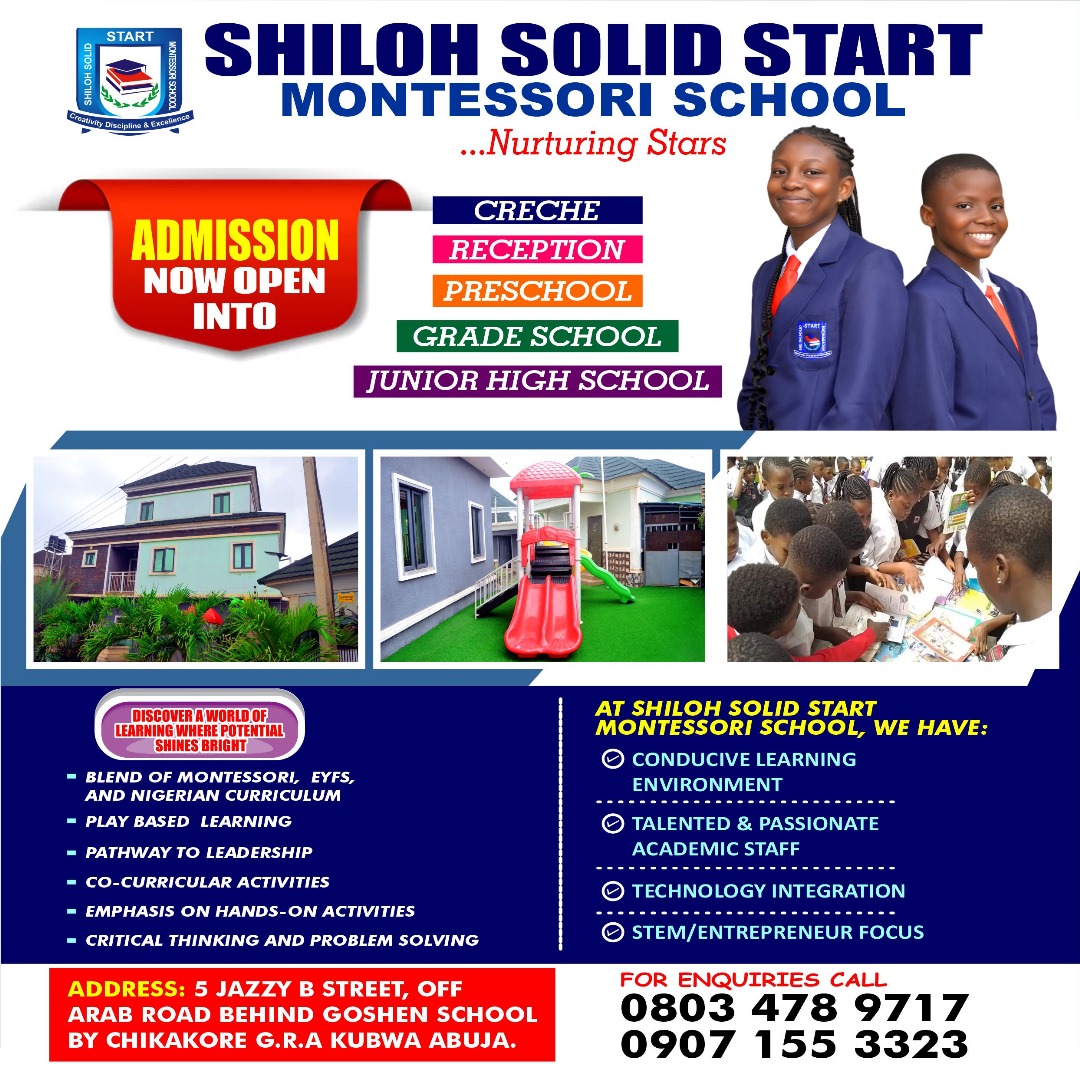 START
SHILOH SOLID
MONTESSORI SCHOOL
Creativity Discipline & Excellence
SHILOH SOLID START
MONTESSORI SCHOOL
...Nurturing Stars
ADMISSION
NOW OPEN
INTO
CRECHE
RECEPTION
PRESCHOOL
GRADE SCHOOL
JUNIOR HIGH SCHOOL
START
DISCOVER A WORLD OF
LEARNING WHERE POTENTIAL
SHINES BRIGHT
- BLEND OF MONTESSORI, EYFS,
AND NIGERIAN CURRICULUM
- PLAY BASED LEARNING
- PATHWAY TO LEADERSHIP
- CO-CURRICULAR ACTIVITIES
- EMPHASIS ON HANDS-ON ACTIVITIES
- CRITICAL THINKING AND PROBLEM SOLVING
AT SHILOH SOLID START
MONTESSORI SCHOOL, WE HAVE:
CONDUCIVE LEARNING
ENVIRONMENT
TALENTED & PASSIONATE
ACADEMIC STAFF
TECHNOLOGY INTEGRATION
STEM/ENTREPRENEUR FOCUS
ADDRESS: 5 JAZZY B STREET, OFF
ARAB ROAD BEHIND GOSHEN SCHOOL
BY CHIKAKORE G.R.A KUBWA ABUJA.
FOR ENQUIRIES CALL
0803 478 9717
0907 155 3323